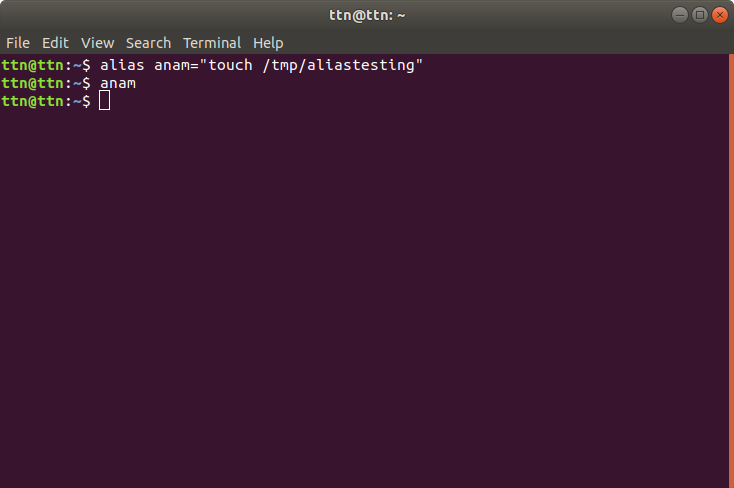 ttn@ttn: ~
File Edit View Search Terminal Help
ttn@ttn:~$ alias anam="touch /tmp/aliastesting"
ttn@ttn:~$ anam
ttn@ttn:~$